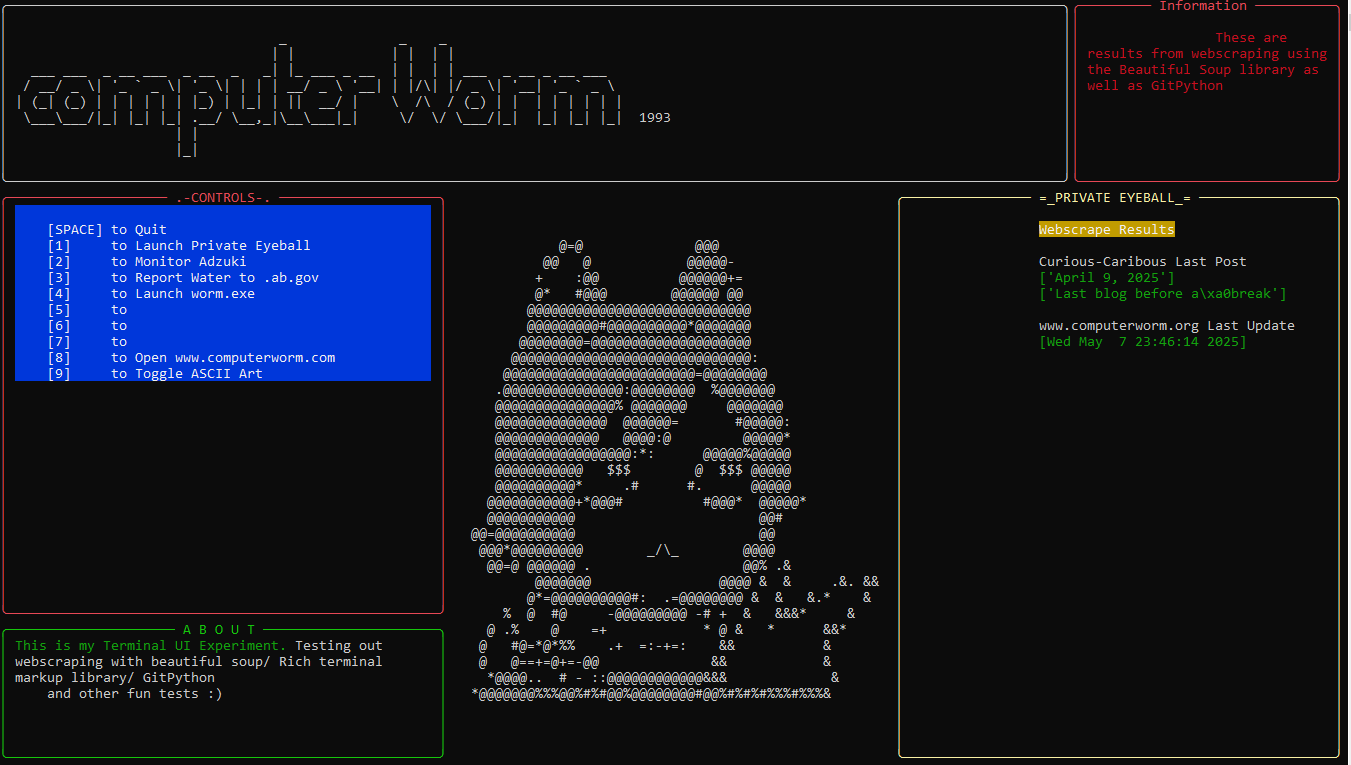 computer worm 1993
Information
These are
results from webscraping using
the Beautiful Soup library as
well as GitPython
.-CONTROLS-.
[SPACE] to Quit
[1] to Launch Private Eyeball
[2] to Monitor Adzuki
[3] to Report Water to .ab.gov
[4] to Launch worm.exe
[5] to
[6] to
[7] to
[8] to Open www.computerworm.com
[9] to Toggle ASCII Art
A B O U T
This is my Terminal UI Experiment. Testing out
webscraping with beautiful soup/ Rich terminal
markup library/ GitPython
and other fun tests :)
=_PRIVATE EYEBALL_=
Webscrape Results
Curious-Caribous Last Post
['April 9, 2025']
['Last blog before a\xa0break']
www.computerworm.org Last Update
[Wed May  7 23:46:14 2025]